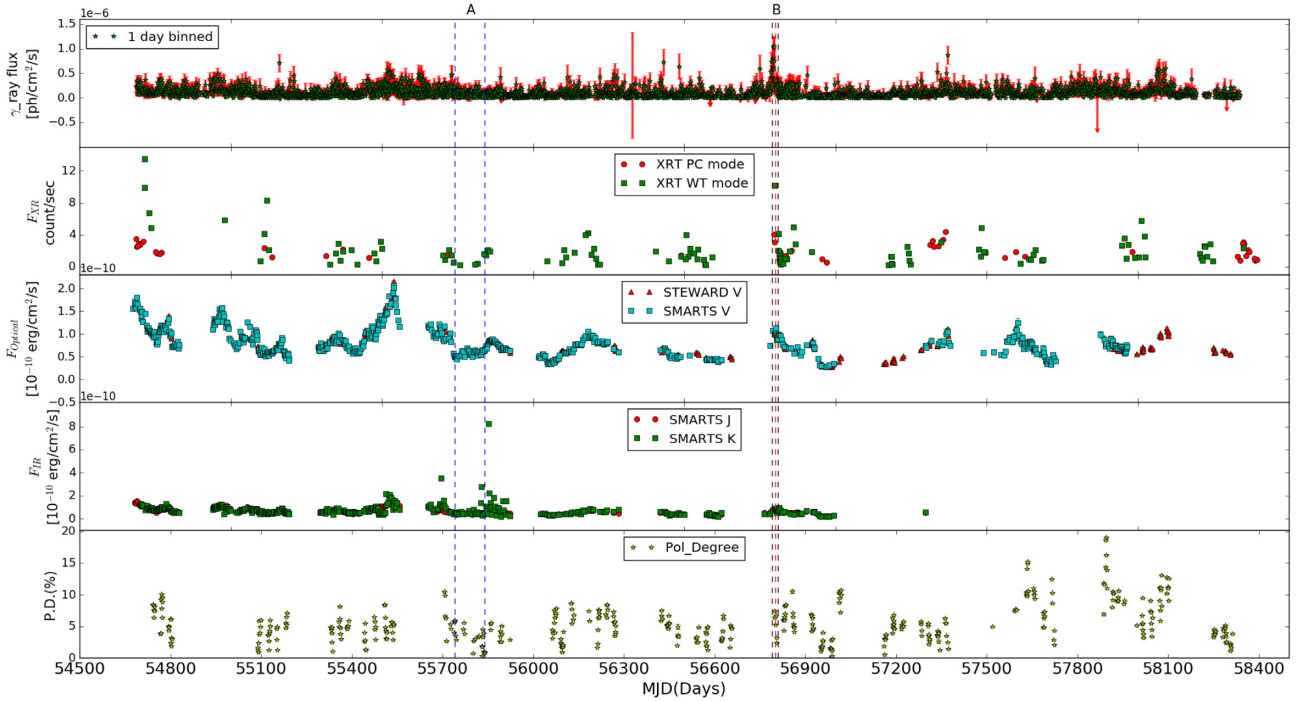 A B
1e−6
1.5
1.0
0.5
0.0
−0.5
γ_ray flux
[ph/cm²/s]
1 day binned
12
8
4
0
F_XR
count/sec
XRT PC mode
XRT WT mode
1e−10
2.0
1.5
1.0
0.5
0.0
−0.5
F_Optical
[10⁻¹⁰ erg/cm²/s]
STEWARD V
SMARTS V
1e−10
8
6
4
2
0
F_IR
[10⁻¹⁰ erg/cm²/s]
SMARTS J
SMARTS K
20
15
10
5
0
P.D.(%)
Pol_Degree
54500 54800 55100 55400 55700 56000 56300 56600 56900 57200 57500 57800 58100 58400
MJD(Days)